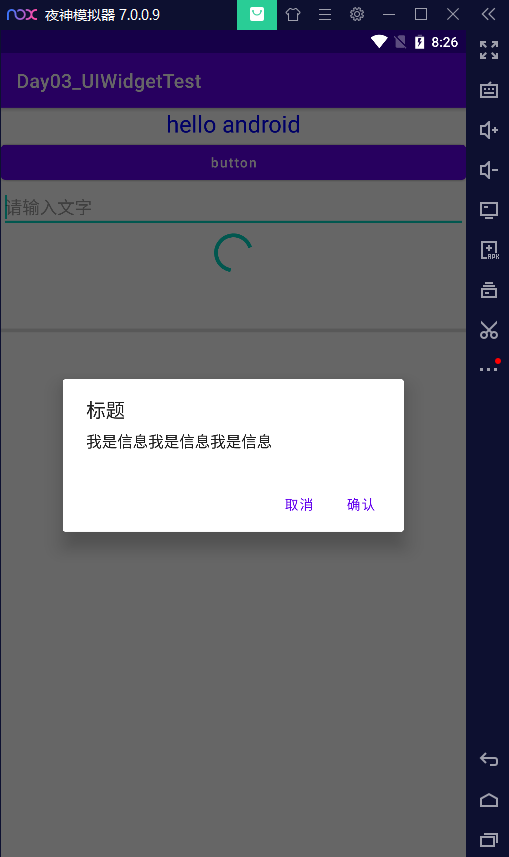 nox 夜神模拟器 7.0.0.9
8:26
Day03_UIWidgetTest
hello android
button
请输入文字
标题
我是信息我是信息我是信息
取消 确认
APK